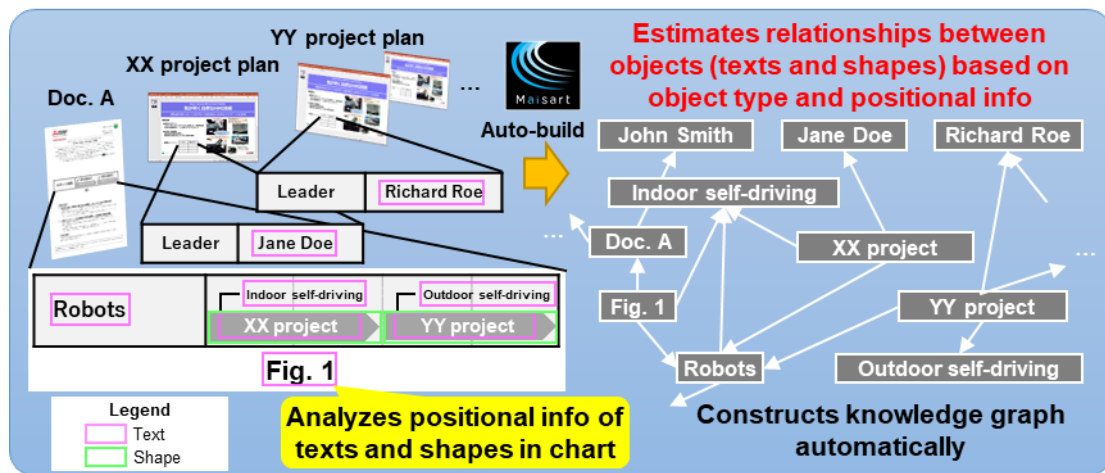 YY project plan
XX project plan
Doc. A
...
Maisart
Auto-build
Estimates relationships between
objects (texts and shapes) based on
object type and positional info
Leader
Richard Roe
Leader
Jane Doe
Robots
Indoor self-driving
Outdoor self-driving
XX project
YY project
Fig. 1
Legend
Text
Shape
Analyzes positional info of
texts and shapes in chart
John Smith
Jane Doe
Richard Roe
Indoor self-driving
...
Doc. A
XX project
...
Fig. 1
YY project
Robots
Outdoor self-driving
Constructs knowledge graph
automatically